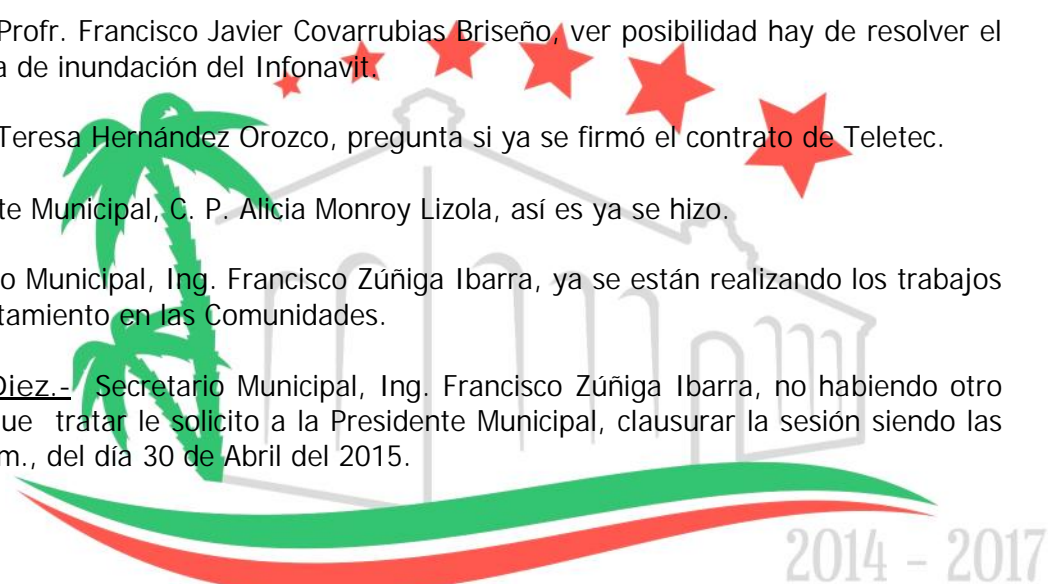 Profr. Francisco Javier Covarrubias Briseño, ver posibilidad hay de resolver el
a de inundación del Infonavit.
Teresa Hernández Orozco, pregunta si ya se firmó el contrato de Teletec.
te Municipal, C. P. Alicia Monroy Lizola, así es ya se hizo.
o Municipal, Ing. Francisco Zúñiga Ibarra, ya se están realizando los trabajos
tamiento en las Comunidades.
Diez.- Secretario Municipal, Ing. Francisco Zúñiga Ibarra, no habiendo otro
ue tratar le solicito a la Presidente Municipal, clausurar la sesión siendo las
m., del día 30 de Abril del 2015.
2014 - 2017